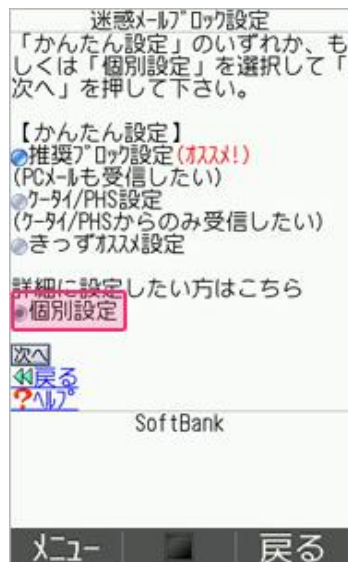 迷惑ﾒｰﾙﾌﾞﾛｯｸ設定
「かんたん設定」のいずれか、も
しくは「個別設定」を選択して「
次へ」を押して下さい。
【かんたん設定】
推奨ﾌﾞﾛｯｸ設定(ｵｽｽﾒ!)
(PCﾒｰﾙも受信したい)
ｹｰﾀｲ/PHS設定
(ｹｰﾀｲ/PHSからのみ受信したい)
きっずｵｽｽﾒ設定
詳細に設定したい方はこちら
個別設定
次へ
戻る
?ﾍﾙﾌﾟ
SoftBank
ﾒﾆｭｰ 戻る